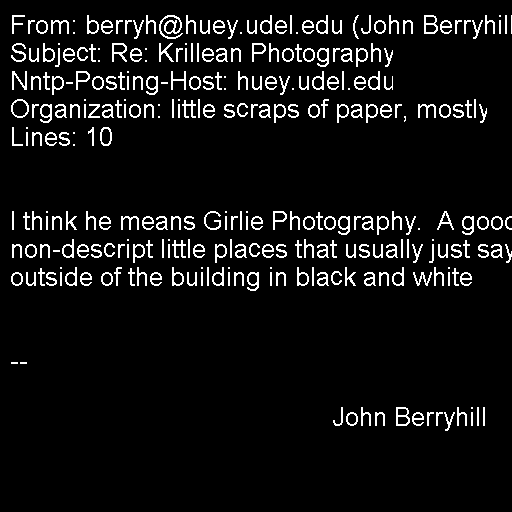 From: berryh@huey.udel.edu (John Berryhill
Subject: Re: Krillean Photography
Nntp-Posting-Host: huey.udel.edu
Organization: little scraps of paper, mostly
Lines: 10
I think he means Girlie Photography.  A good
non-descript little places that usually just say
outside of the building in black and white
--
John Berryhill